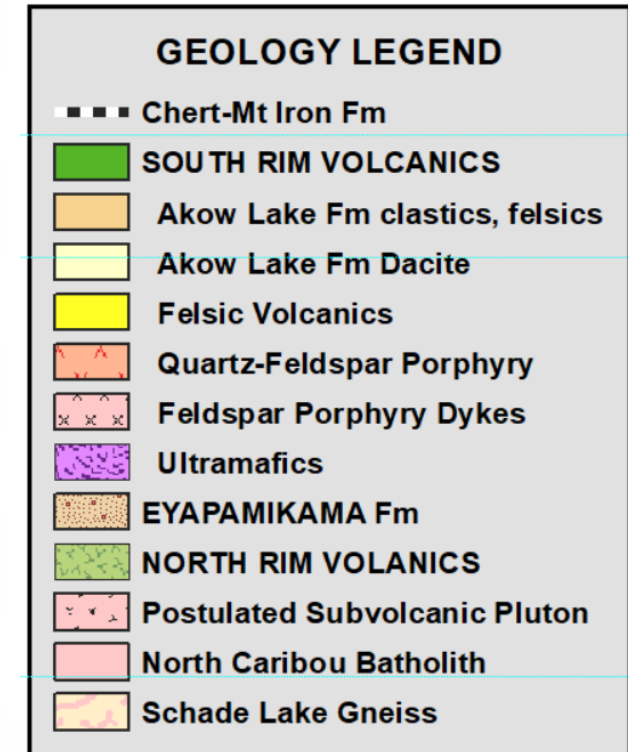 GEOLOGY LEGEND
Chert-Mt Iron Fm
SOUTH RIM VOLCANICS
Akow Lake Fm clastics, felsics
Akow Lake Fm Dacite
Felsic Volcanics
Quartz-Feldspar Porphyry
Feldspar Porphyry Dykes
Ultramafics
EYAPAMIKAMA Fm
NORTH RIM VOLANICS
Postulated Subvolcanic Pluton
North Caribou Batholith
Schade Lake Gneiss